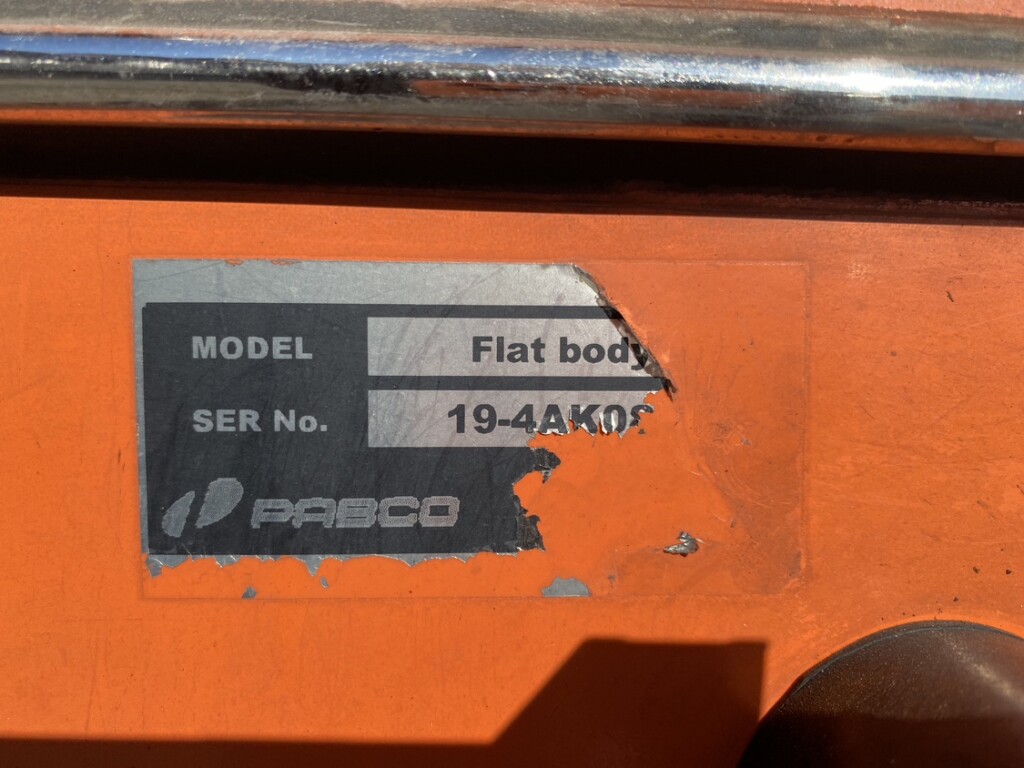 MODEL Flat body
SER No. 19-4AK0
PABCO